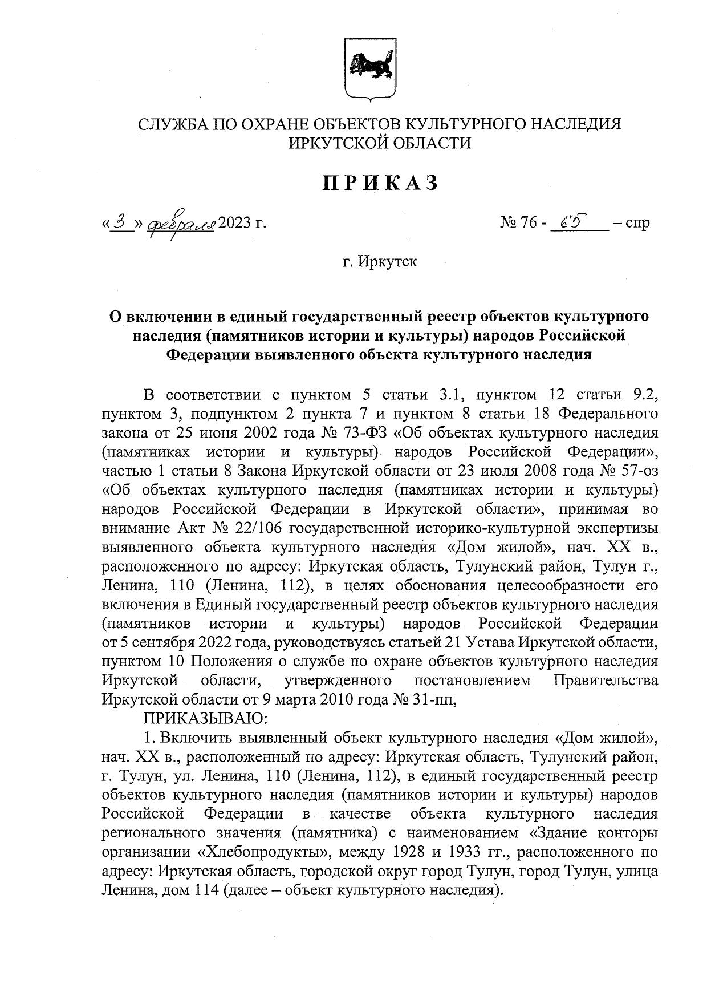 СЛУЖБА ПО ОХРАНЕ ОБЪЕКТОВ КУЛЬТУРНОГО НАСЛЕДИЯ
ИРКУТСКОЙ ОБЛАСТИ
П Р И К А З
«3» февраля 2023 г. № 76 - 65 – спр
г. Иркутск
О включении в единый государственный реестр объектов культурного
наследия (памятников истории и культуры) народов Российской
Федерации выявленного объекта культурного наследия
В соответствии с пунктом 5 статьи 3.1, пунктом 12 статьи 9.2,
пунктом 3, подпунктом 2 пункта 7 и пунктом 8 статьи 18 Федерального
закона от 25 июня 2002 года № 73-ФЗ «Об объектах культурного наследия
(памятниках истории и культуры) народов Российской Федерации»,
частью 1 статьи 8 Закона Иркутской области от 23 июля 2008 года № 57-оз
«Об объектах культурного наследия (памятниках истории и культуры)
народов Российской Федерации в Иркутской области», принимая во
внимание Акт № 22/106 государственной историко-культурной экспертизы
выявленного объекта культурного наследия «Дом жилой», нач. XX в.,
расположенного по адресу: Иркутская область, Тулунский район, Тулун г.,
Ленина, 110 (Ленина, 112), в целях обоснования целесообразности его
включения в Единый государственный реестр объектов культурного наследия
(памятников истории и культуры) народов Российской Федерации
от 5 сентября 2022 года, руководствуясь статьей 21 Устава Иркутской области,
пунктом 10 Положения о службе по охране объектов культурного наследия
Иркутской области, утвержденного постановлением Правительства
Иркутской области от 9 марта 2010 года № 31-пп,
ПРИКАЗЫВАЮ:
1. Включить выявленный объект культурного наследия «Дом жилой»,
нач. XX в., расположенный по адресу: Иркутская область, Тулунский район,
г. Тулун, ул. Ленина, 110 (Ленина, 112), в единый государственный реестр
объектов культурного наследия (памятников истории и культуры) народов
Российской Федерации в качестве объекта культурного наследия
регионального значения (памятника) с наименованием «Здание конторы
организации «Хлебопродукты», между 1928 и 1933 гг., расположенного по
адресу: Иркутская область, городской округ город Тулун, город Тулун, улица
Ленина, дом 114 (далее – объект культурного наследия).